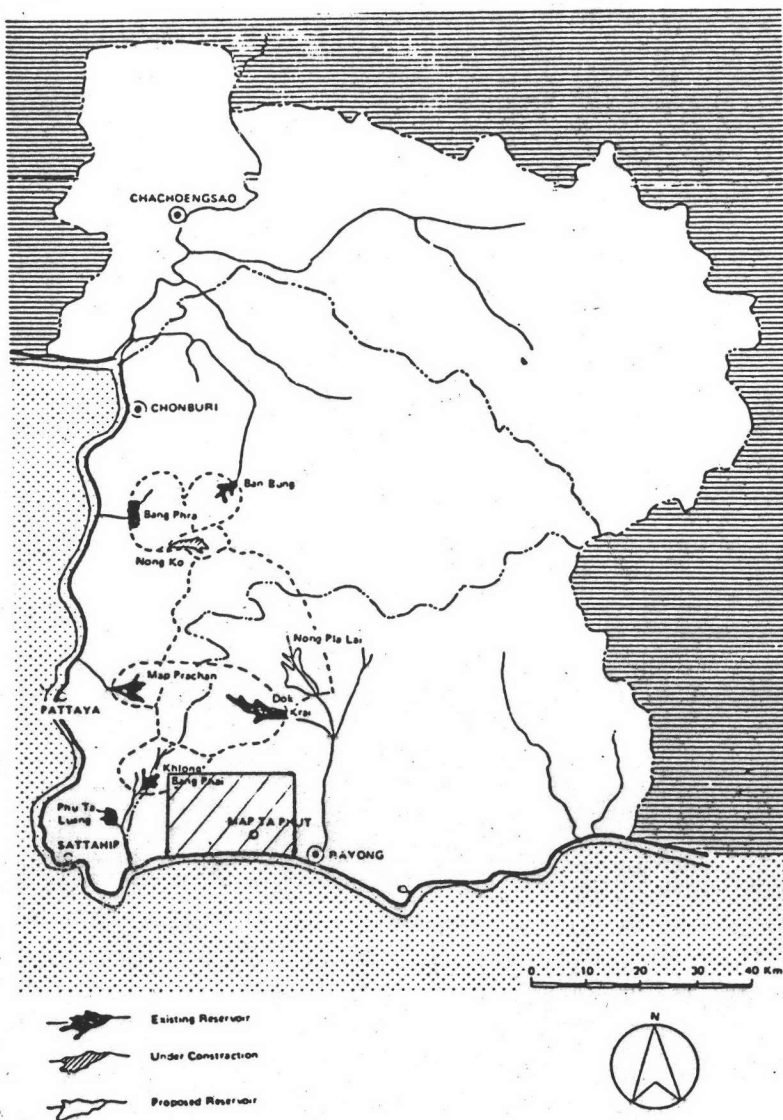 CHACHOENGSAO
CHONBURI
Ban Bung
Bang Phra
Nong Ko
Nong Pla Lai
Map Prachan
Dok
Krai
PATTAYA
Khlong
Bang Phai
Phu Ta
Luang
MAP TA PHUT
SATTAHIP
RAYONG
0 10 20 30 40 Km
N
Existing Reservoir
Under Constraction
Proposed Reservoir